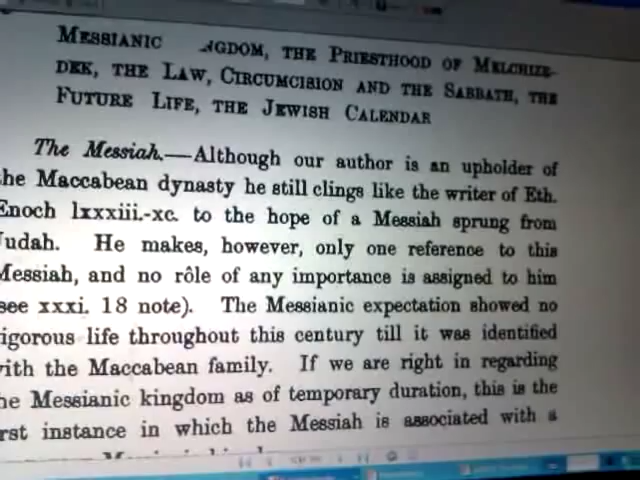 MESSIANIC GDOM, THE PRIESTHOOD OF MELCHIZE-
DEK, THE LAW, CIRCUMCISION AND THE SABBATH, THE
FUTURE LIFE, THE JEWISH CALENDAR
The Messiah.—Although our author is an upholder of
he Maccabean dynasty he still clings like the writer of Eth.
Enoch lxxxiii.-xc. to the hope of a Messiah sprung from
udah. He makes, however, only one reference to this
Messiah, and no rôle of any importance is assigned to him
see xxxi. 18 note). The Messianic expectation showed no
igorous life throughout this century till it was identified
ith the Maccabean family. If we are right in regarding
he Messianic kingdom as of temporary duration, this is the
rst instance in which the Messiah is associated with a